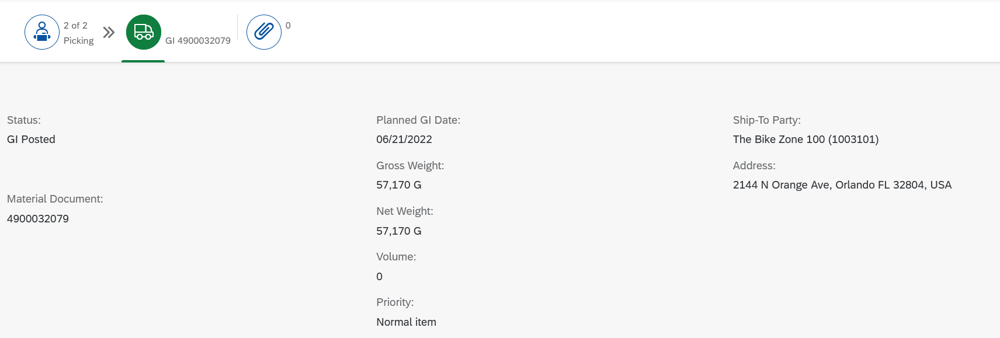 2 of 2
Picking
GI 4900032079
0
Status:
GI Posted
Material Document:
4900032079
Planned GI Date:
06/21/2022
Gross Weight:
57,170 G
Net Weight:
57,170 G
Volume:
0
Priority:
Normal item
Ship-To Party:
The Bike Zone 100 (1003101)
Address:
2144 N Orange Ave, Orlando FL 32804, USA